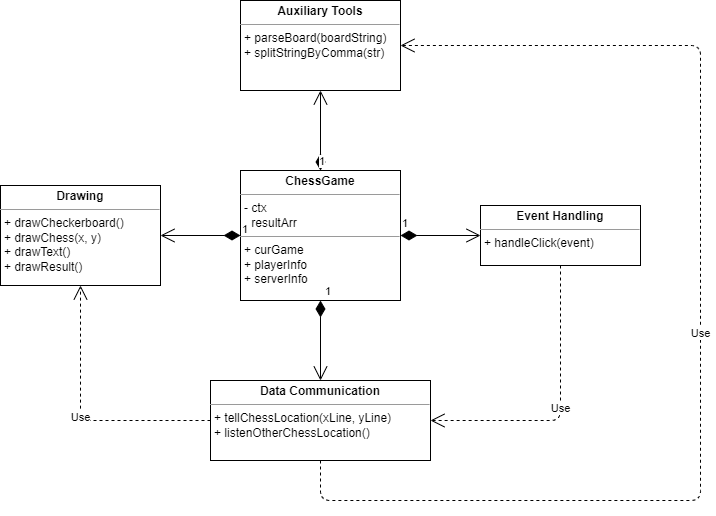 Auxiliary Tools
+ parseBoard(boardString)
+ splitStringByComma(str)
1
ChessGame
- ctx
resultArr
+ curGame
+ playerInfo
+ serverInfo
1
1
1
Drawing
+ drawCheckerboard()
+ drawChess(x, y)
+ drawText()
+ drawResult()
Event Handling
+ handleClick(event)
Use
Use
Use
Data Communication
+ tellChessLocation(xLine, yLine)
+ listenOtherChessLocation()